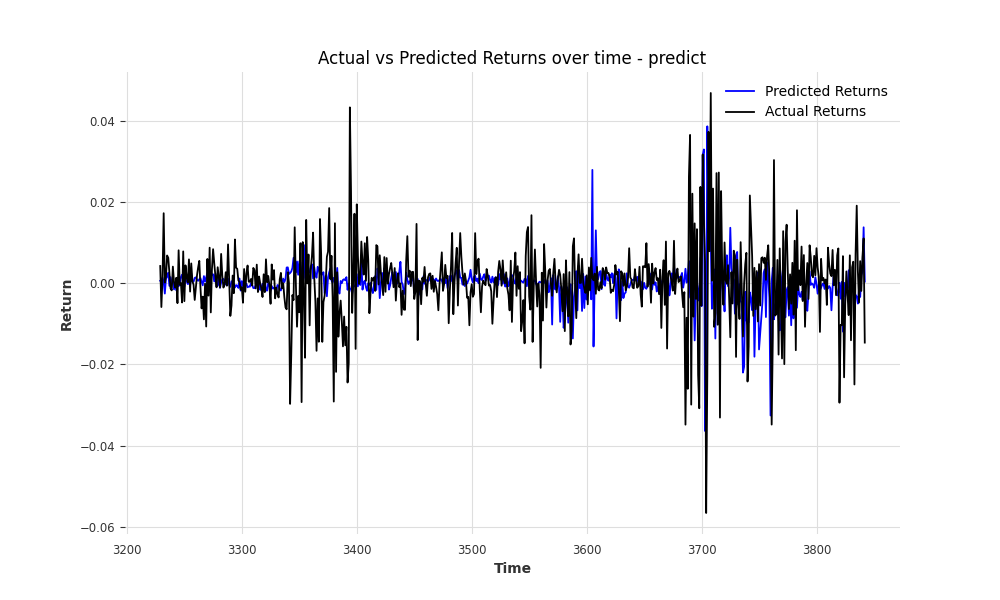 Actual vs Predicted Returns over time - predict
Predicted Returns
Actual Returns
0.04
0.02
0.00
−0.02
−0.04
−0.06
Return
3200 3300 3400 3500 3600 3700 3800
Time